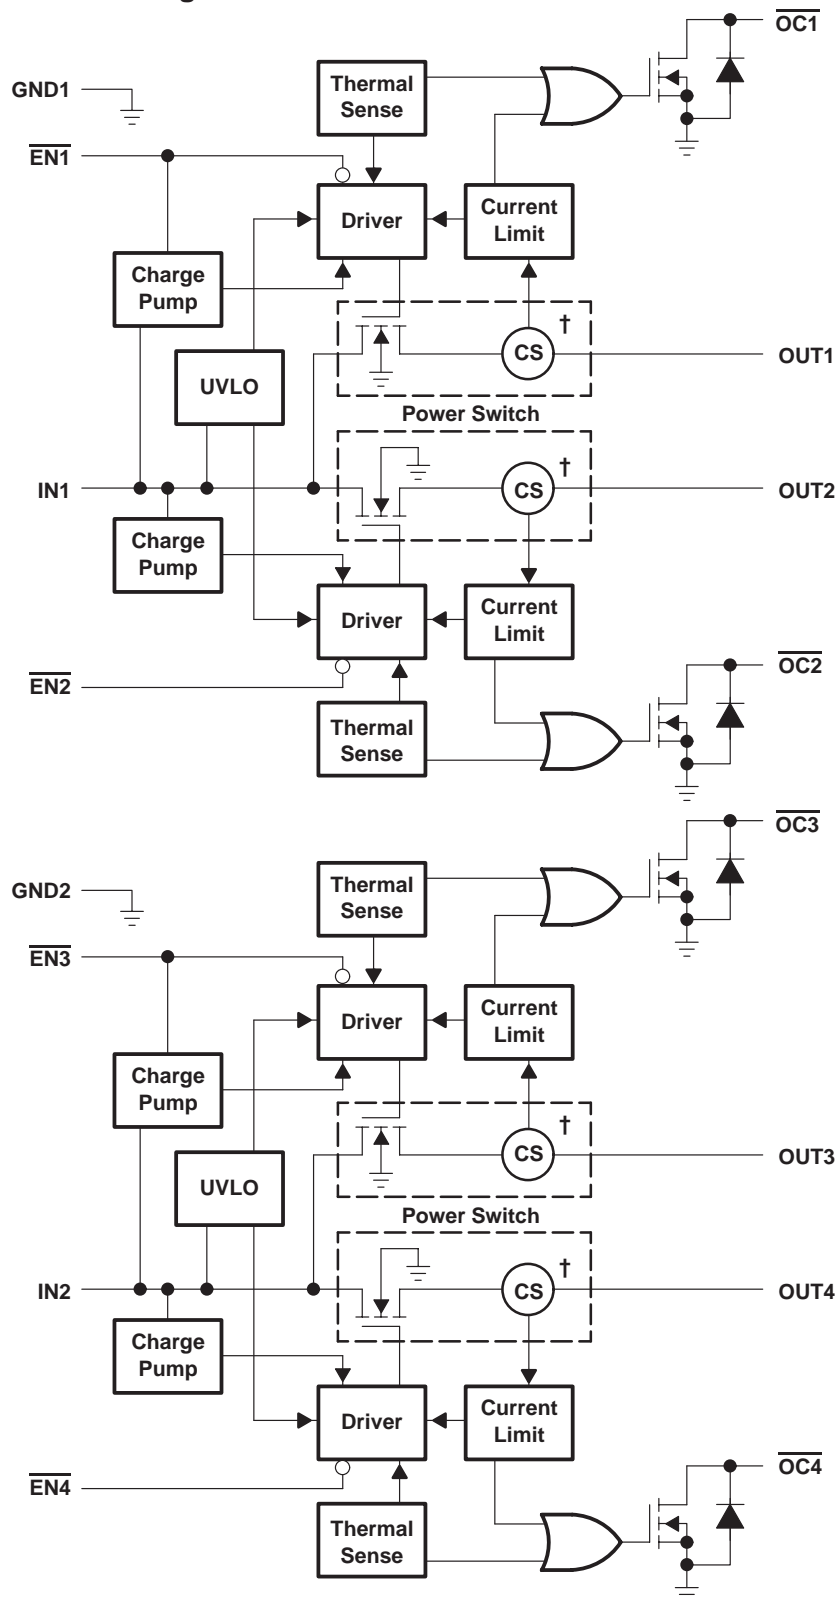 OC1
GND1
Thermal
Sense
EN1
Driver
Current
Limit
Charge
Pump
†
CS
OUT1
UVLO
Power Switch
†
IN1
CS
OUT2
Charge
Pump
Driver
Current
Limit
EN2
OC2
Thermal
Sense
OC3
GND2
Thermal
Sense
EN3
Driver
Current
Limit
Charge
Pump
†
CS
OUT3
UVLO
Power Switch
†
IN2
CS
OUT4
Charge
Pump
Driver
Current
Limit
EN4
OC4
Thermal
Sense